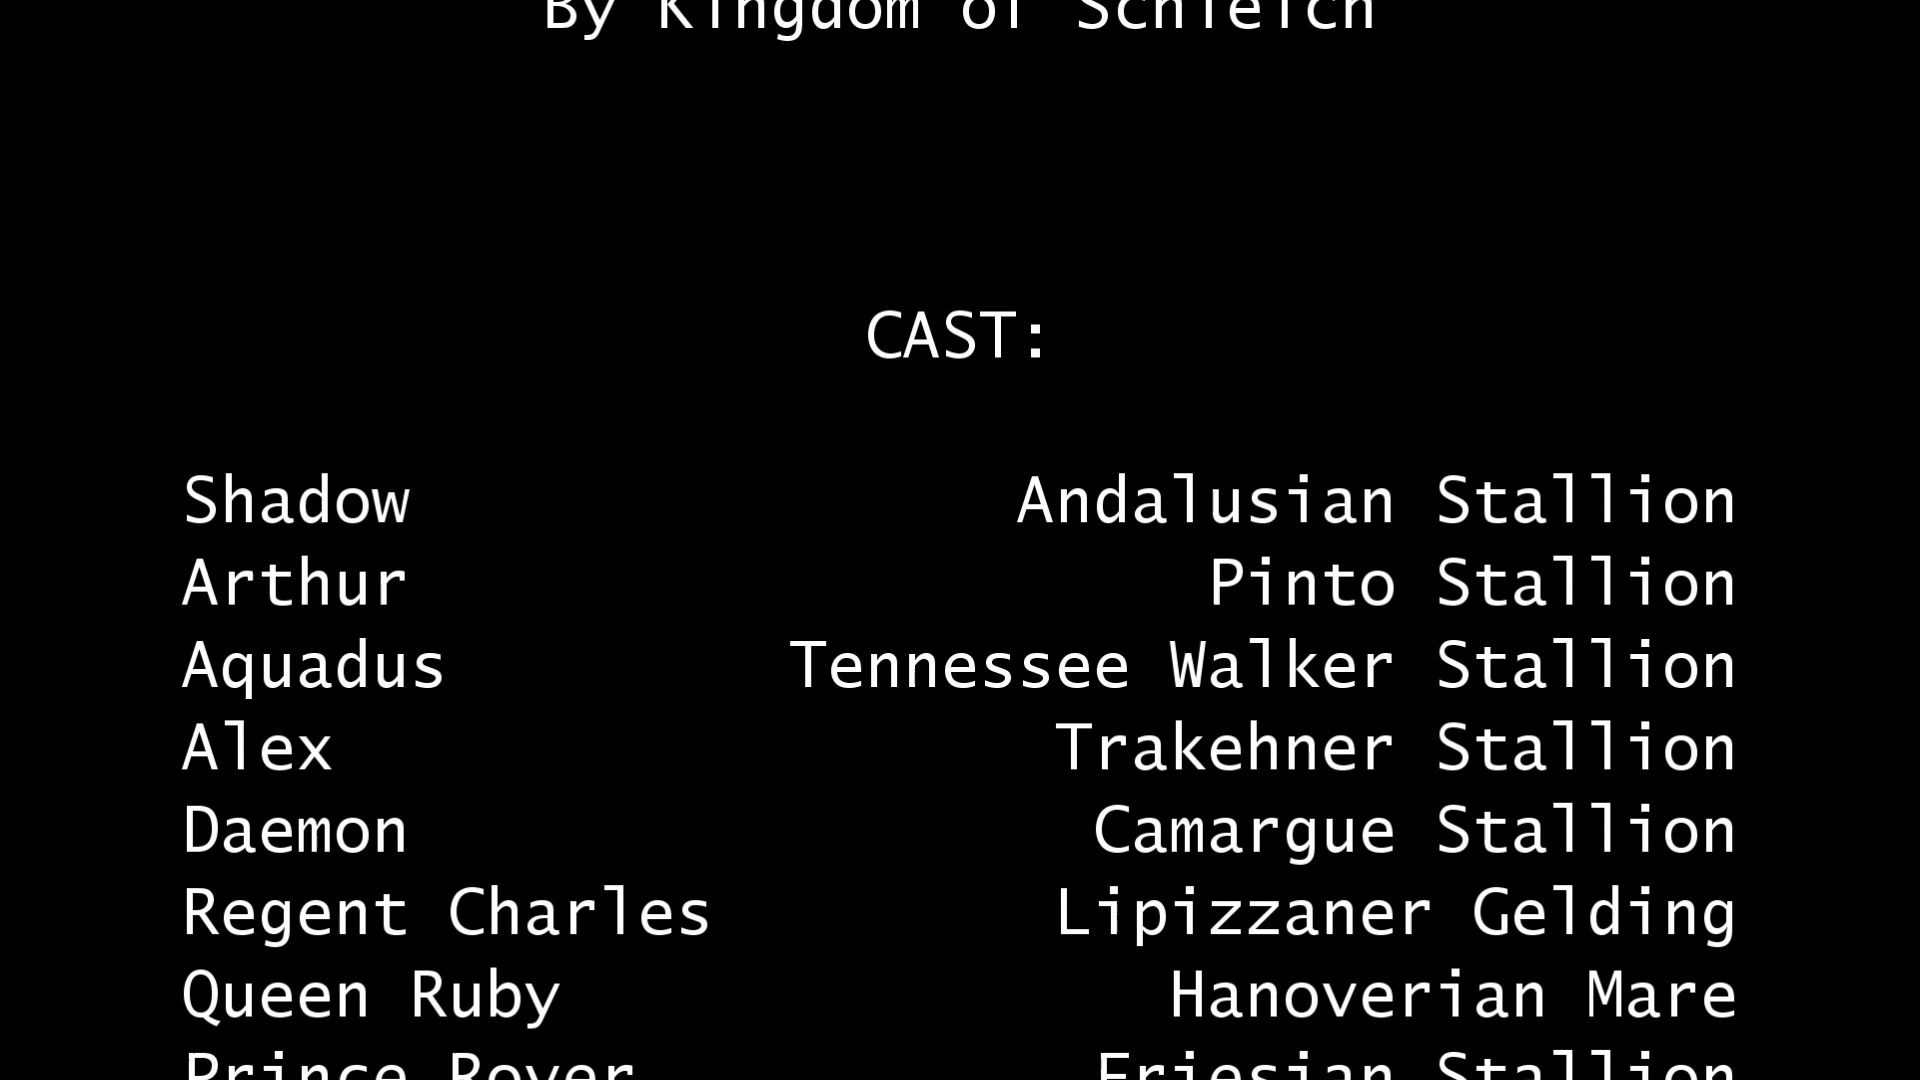 By Kingdom of Schleich
CAST:
Shadow Andalusian Stallion
Arthur Pinto Stallion
Aquadus Tennessee Walker Stallion
Alex Trakehner Stallion
Daemon Camargue Stallion
Regent Charles Lipizzaner Gelding
Queen Ruby Hanoverian Mare
Prince Rover Friesian Stallion